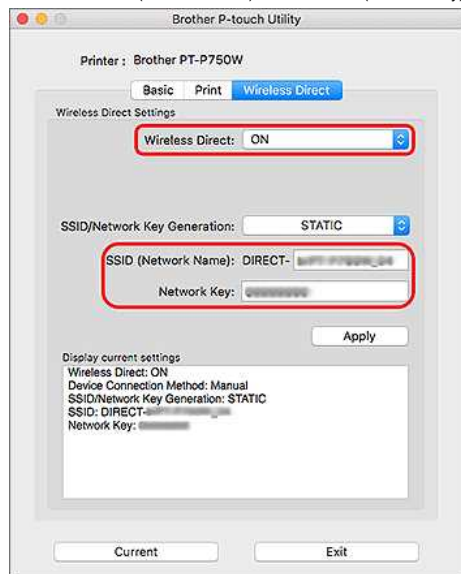 Brother P-touch Utility
Printer : Brother PT-P750W
Basic Print Wireless Direct
Wireless Direct Settings
Wireless Direct: ON
SSID/Network Key Generation: STATIC
SSID (Network Name): DIRECT-
Network Key:
Apply
Display current settings
Wireless Direct: ON
Device Connection Method: Manual
SSID/Network Key Generation: STATIC
SSID: DIRECT-
Network Key:
Current Exit